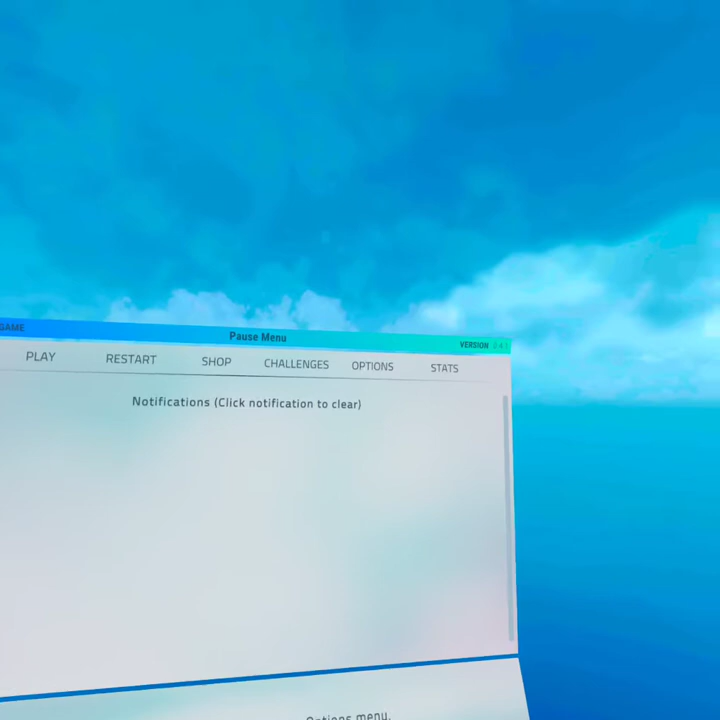 GAME Pause Menu VERSION
PLAY RESTART SHOP CHALLENGES OPTIONS STATS
Notifications (Click notification to clear)
Options menu.